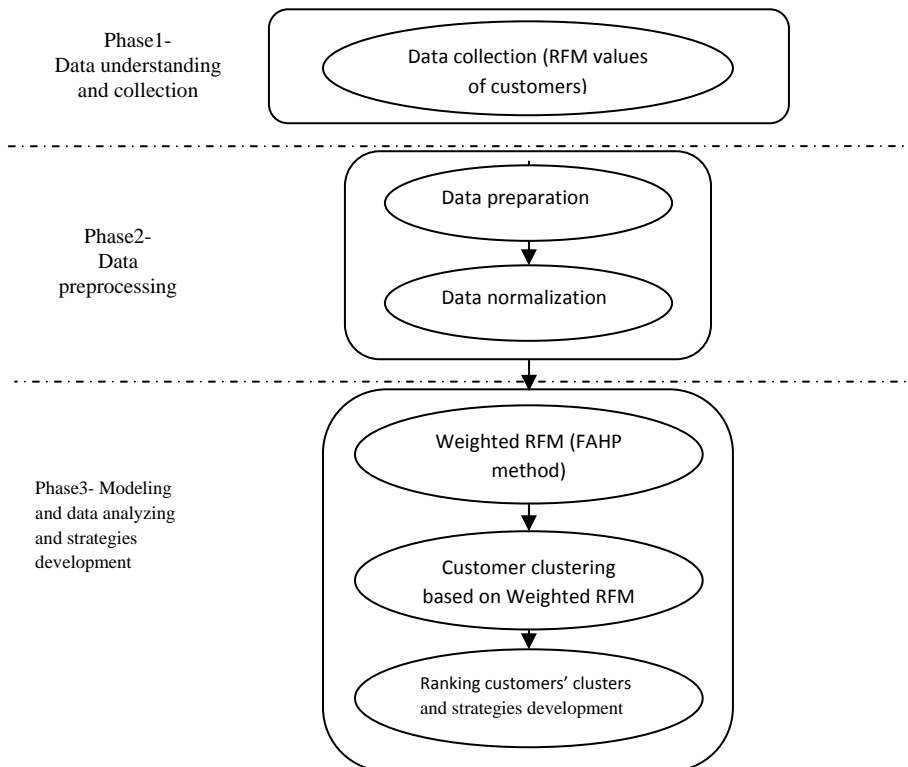 Phase1-
Data understanding
and collection
Data collection (RFM values
of customers)
Phase2-
Data
preprocessing
Data preparation
Data normalization
Phase3- Modeling
and data analyzing
and strategies
development
Weighted RFM (FAHP
method)
Customer clustering
based on Weighted RFM
Ranking customers’ clusters
and strategies development